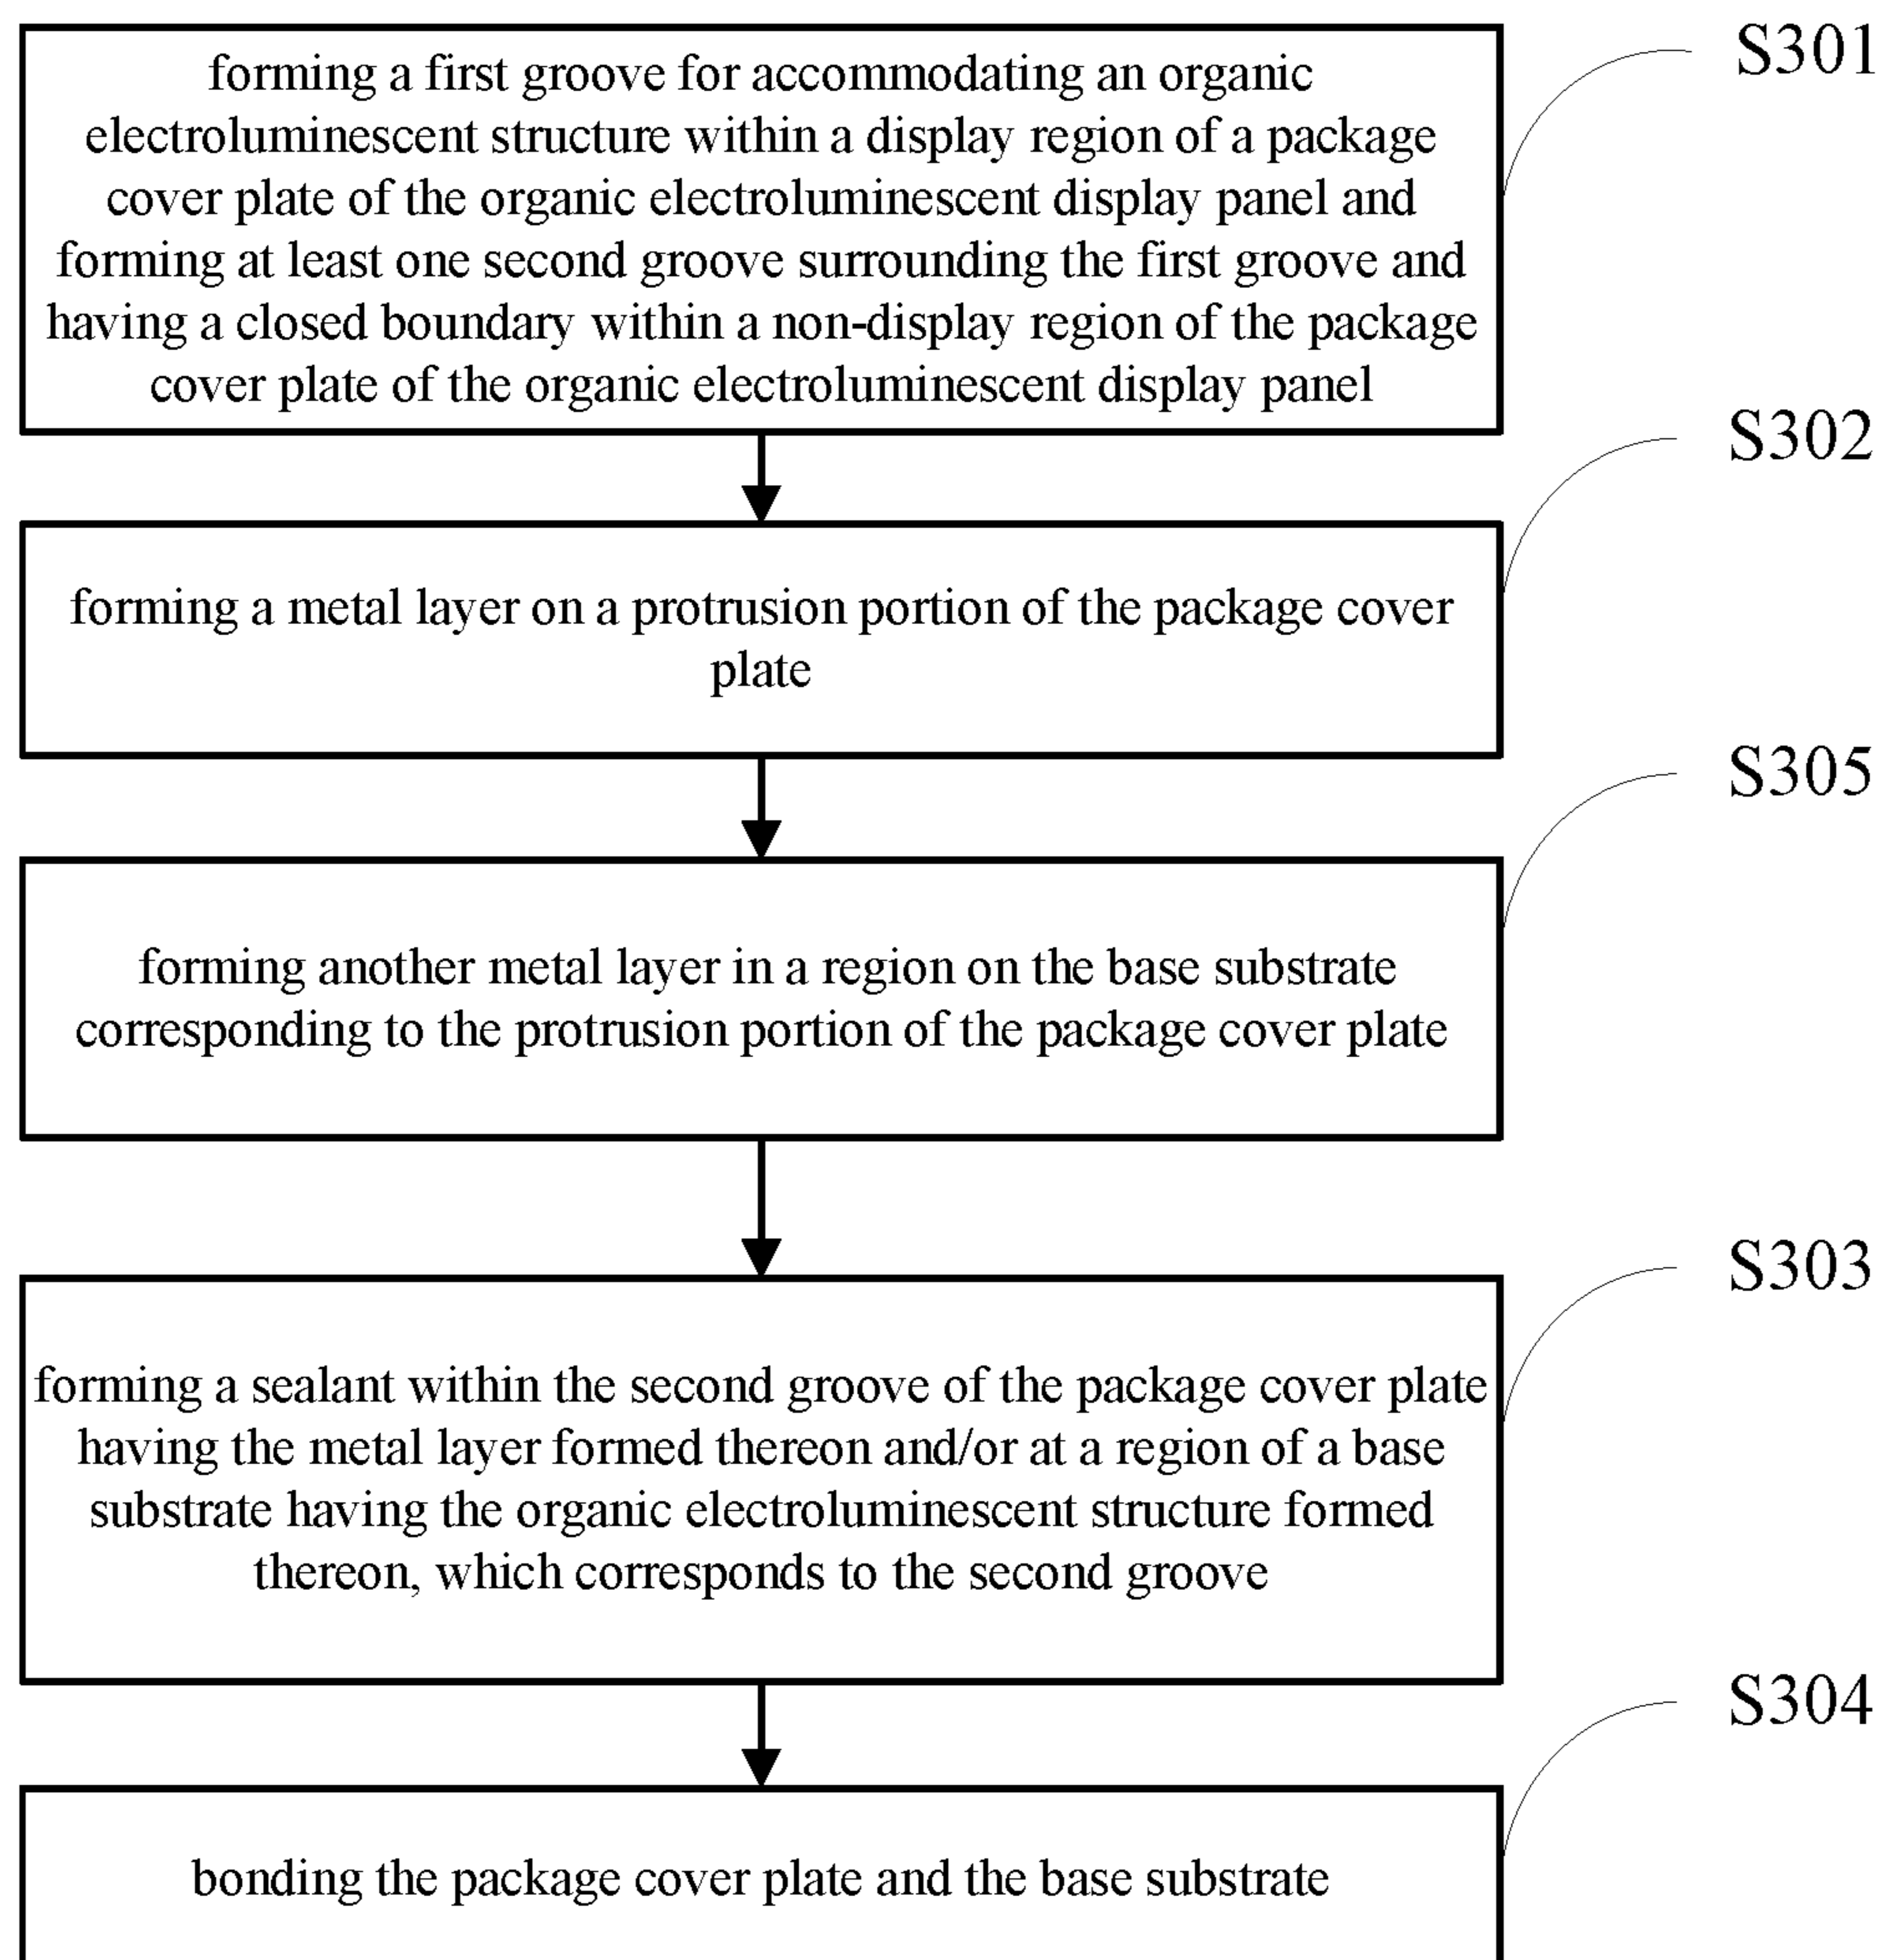 S301
forming a first groove for accommodating an organic
electroluminescent structure within a display region of a package
cover plate of the organic electroluminescent display panel and
forming at least one second groove surrounding the first groove and
having a closed boundary within a non-display region of the package
cover plate of the organic electroluminescent display panel
S302
forming a metal layer on a protrusion portion of the package cover
plate
S305
forming another metal layer in a region on the base substrate
corresponding to the protrusion portion of the package cover plate
S303
forming a sealant within the second groove of the package cover plate
having the metal layer formed thereon and/or at a region of a base
substrate having the organic electroluminescent structure formed
thereon, which corresponds to the second groove
S304
bonding the package cover plate and the base substrate